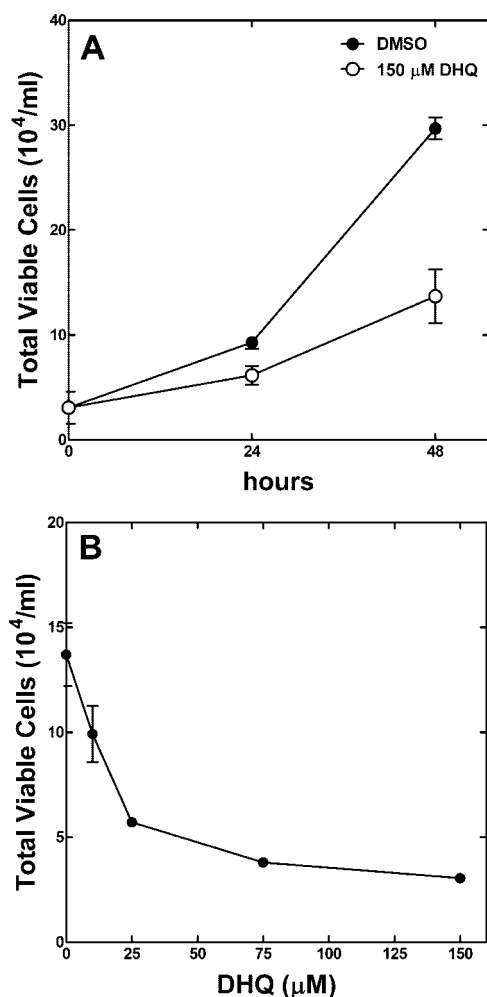 A
DMSO
150 μM DHQ
Total Viable Cells (10⁴/ml)
40
30
20
10
0
0 24 48
hours
B
Total Viable Cells (10⁴/ml)
20
15
10
5
0
0 25 50 75 100 125 150
DHQ (μM)